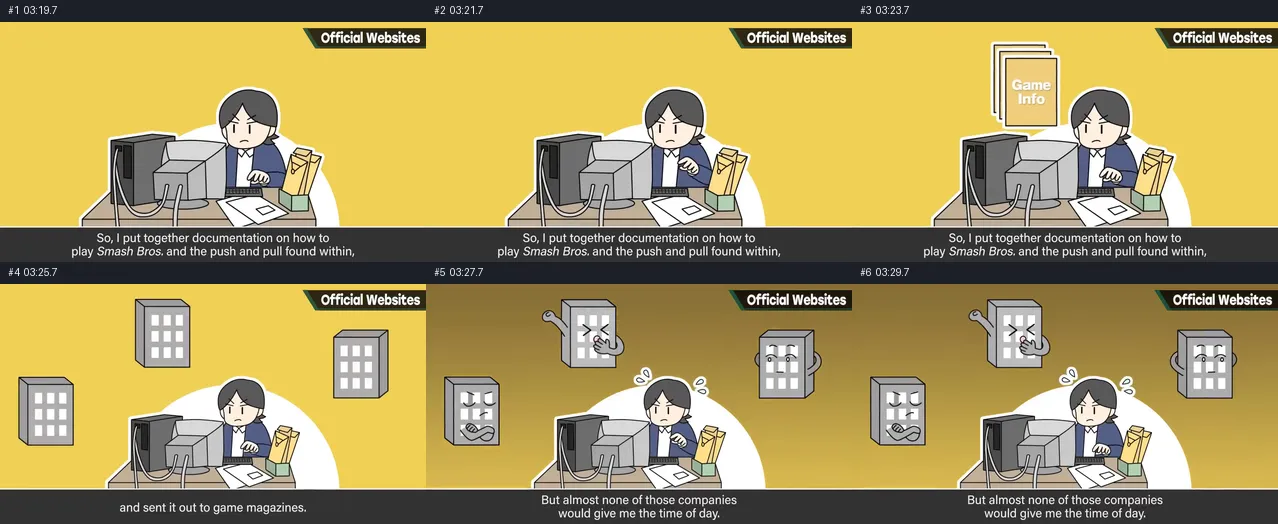 #1 03:19.7
Official Websites
So, I put together documentation on how to
play Smash Bros. and the push and pull found within,
#2 03:21.7
Official Websites
So, I put together documentation on how to
play Smash Bros. and the push and pull found within,
#3 03:23.7
Official Websites
Game
Info
So, I put together documentation on how to
play Smash Bros. and the push and pull found within,
#4 03:25.7
Official Websites
and sent it out to game magazines.
#5 03:27.7
Official Websites
But almost none of those companies
would give me the time of day.
#6 03:29.7
Official Websites
But almost none of those companies
would give me the time of day.